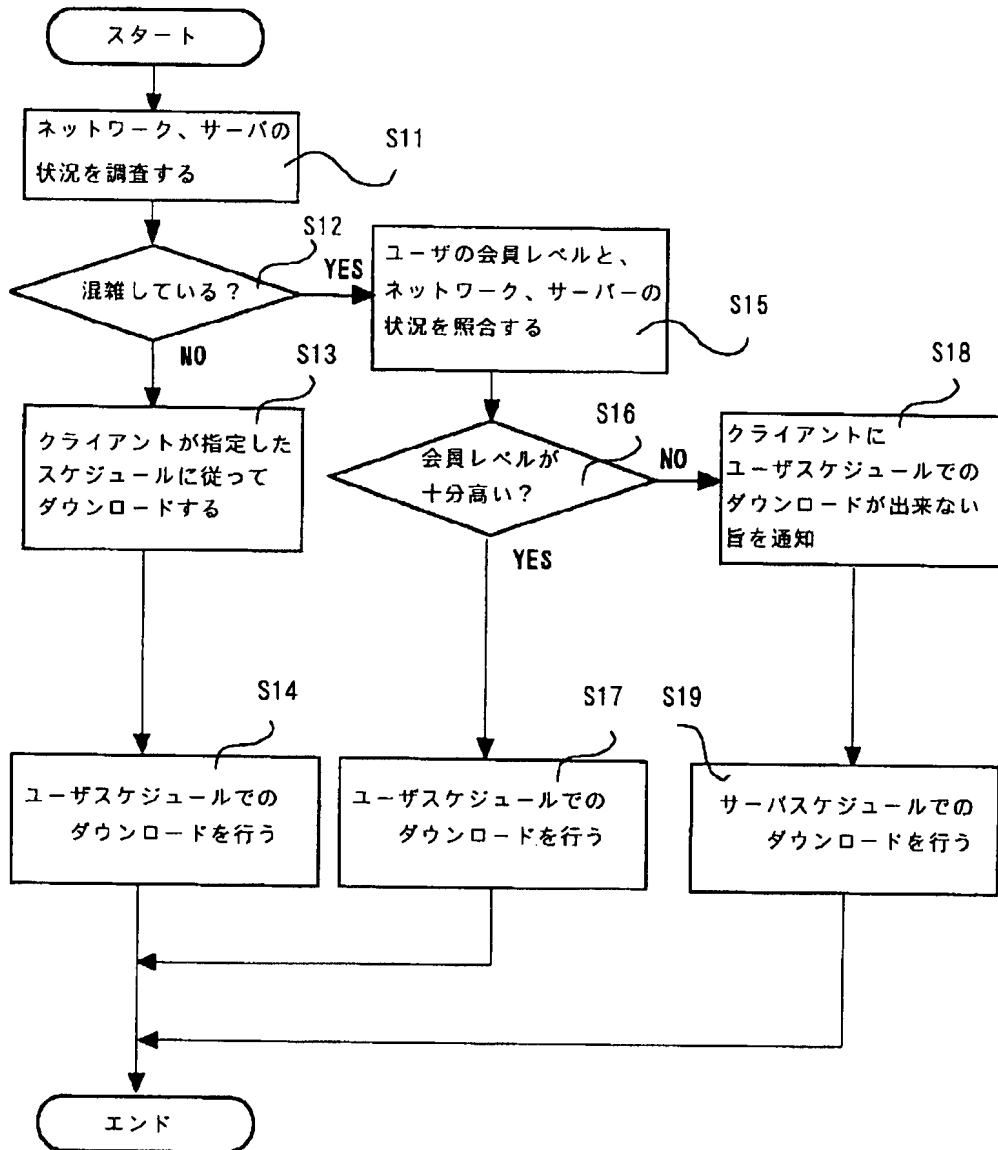 スタート
ネットワーク、サーバの
状況を調査する
S11
S12
混雑している？
YES
NO
ユーザの会員レベルと、
ネットワーク、サーバーの
状況を照合する
S15
S13
クライアントが指定した
スケジュールに従って
ダウンロードする
S16
会員レベルが
十分高い？
NO
YES
S18
クライアントに
ユーザスケジュールでの
ダウンロードが出来ない
旨を通知
S14
ユーザスケジュールでの
ダウンロードを行う
S17
ユーザスケジュールでの
ダウンロードを行う
S19
サーバスケジュールでの
ダウンロードを行う
エンド